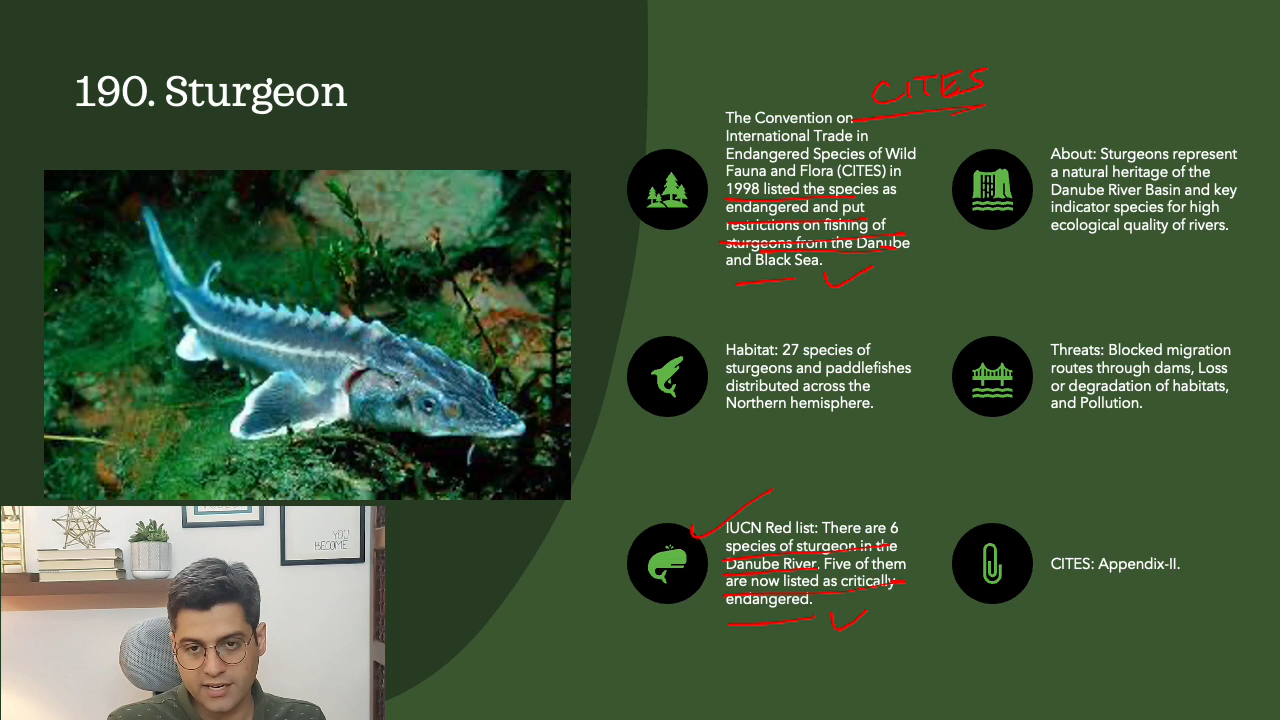 190. Sturgeon
CITES
The Convention on
International Trade in
Endangered Species of Wild
Fauna and Flora (CITES) in
1998 listed the species as
endangered and put
restrictions on fishing of
sturgeons from the Danube
and Black Sea.
About: Sturgeons represent
a natural heritage of the
Danube River Basin and key
indicator species for high
ecological quality of rivers.
Habitat: 27 species of
sturgeons and paddlefishes
distributed across the
Northern hemisphere.
Threats: Blocked migration
routes through dams, Loss
or degradation of habitats,
and Pollution.
IUCN Red list: There are 6
species of sturgeon in the
Danube River. Five of them
are now listed as critically
endangered.
CITES: Appendix-II.
YOU
BECOME